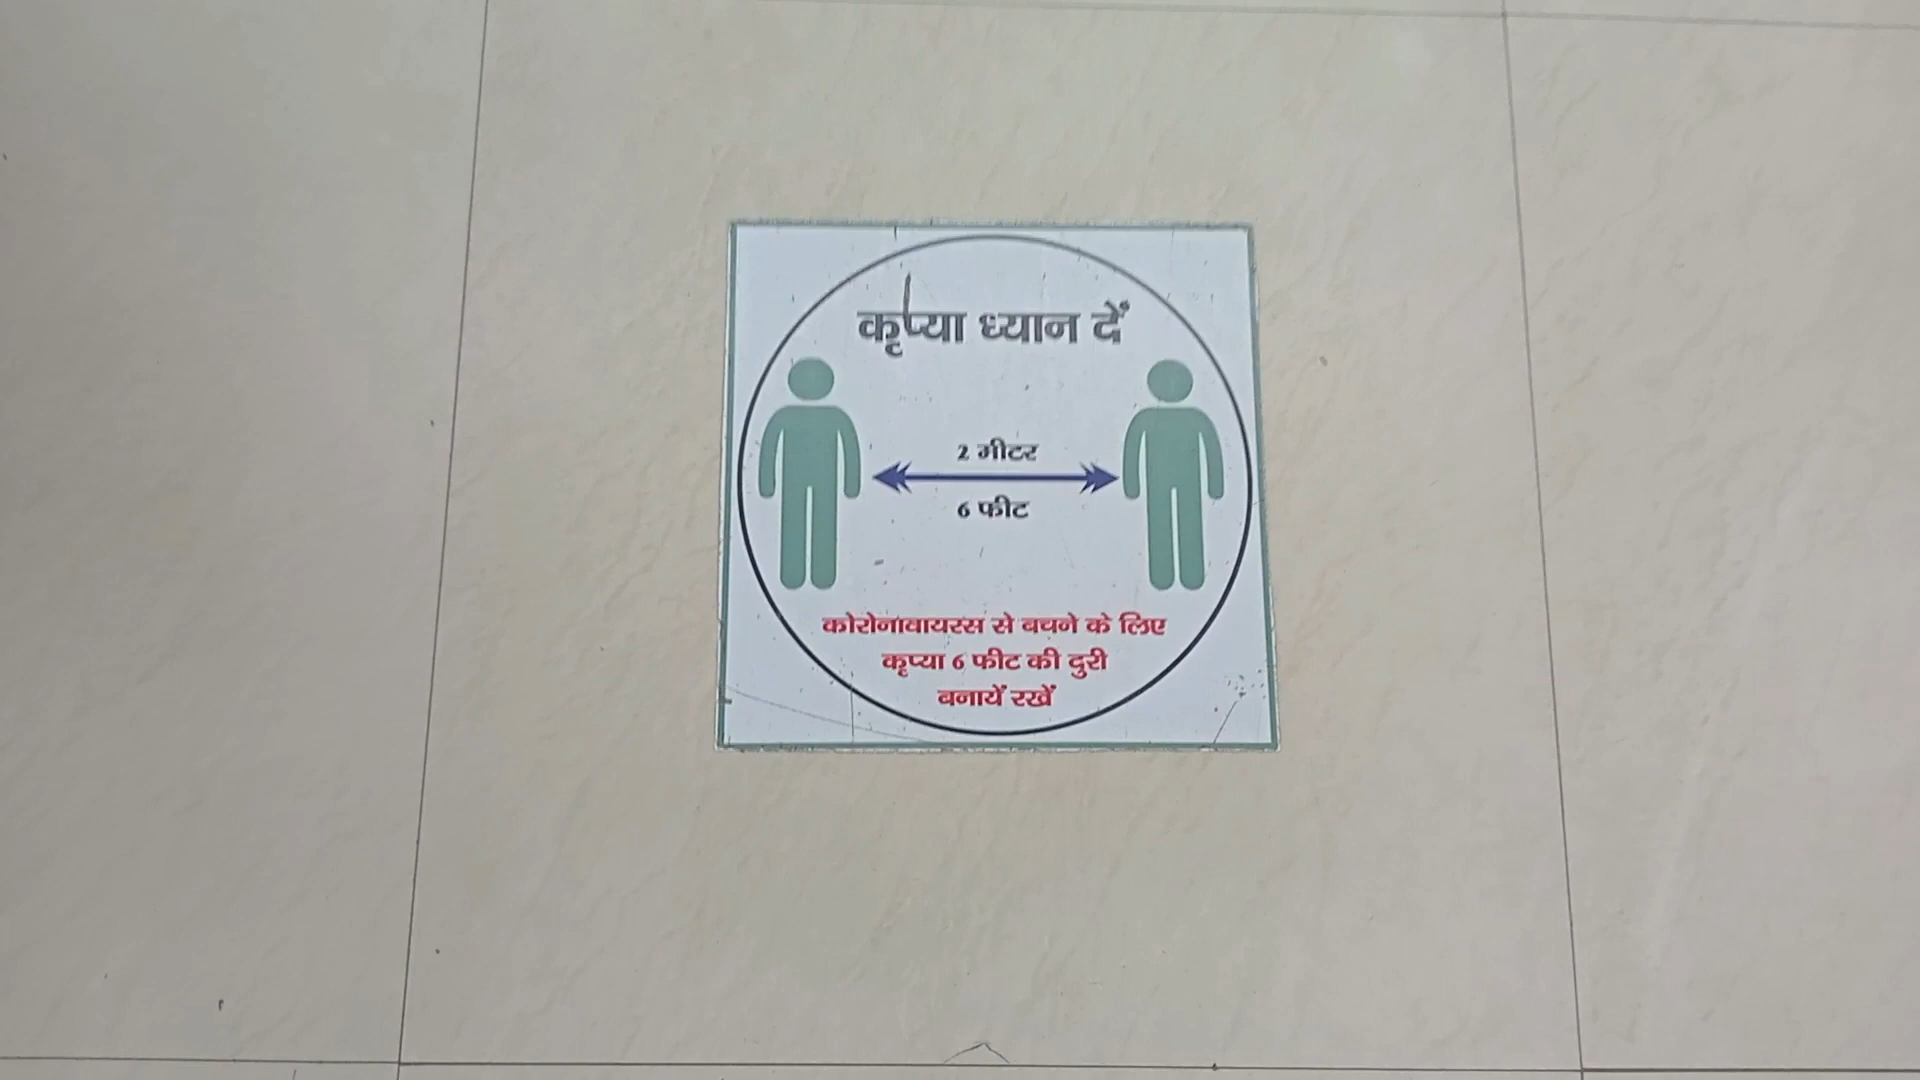 कृप्या ध्यान दें
2 मीटर
6 फीट
कोरोनावायरस से बचने के लिए
कृप्या 6 फीट की दुरी
बनायें रखें